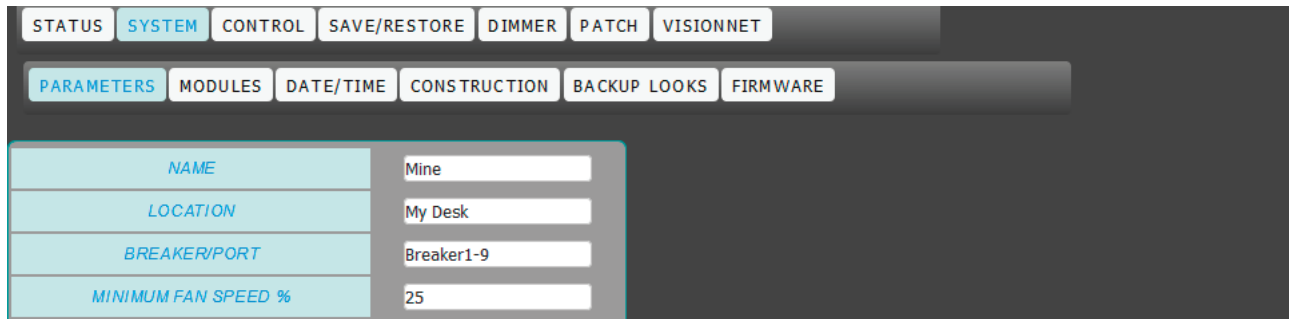 STATUS SYSTEM CONTROL SAVE/RESTORE DIMMER PATCH VISIONNET
PARAMETERS MODULES DATE/TIME CONSTRUCTION BACKUP LOOKS FIRMWARE
NAME Mine
LOCATION My Desk
BREAKER/PORT Breaker1-9
MINIMUM FAN SPEED % 25